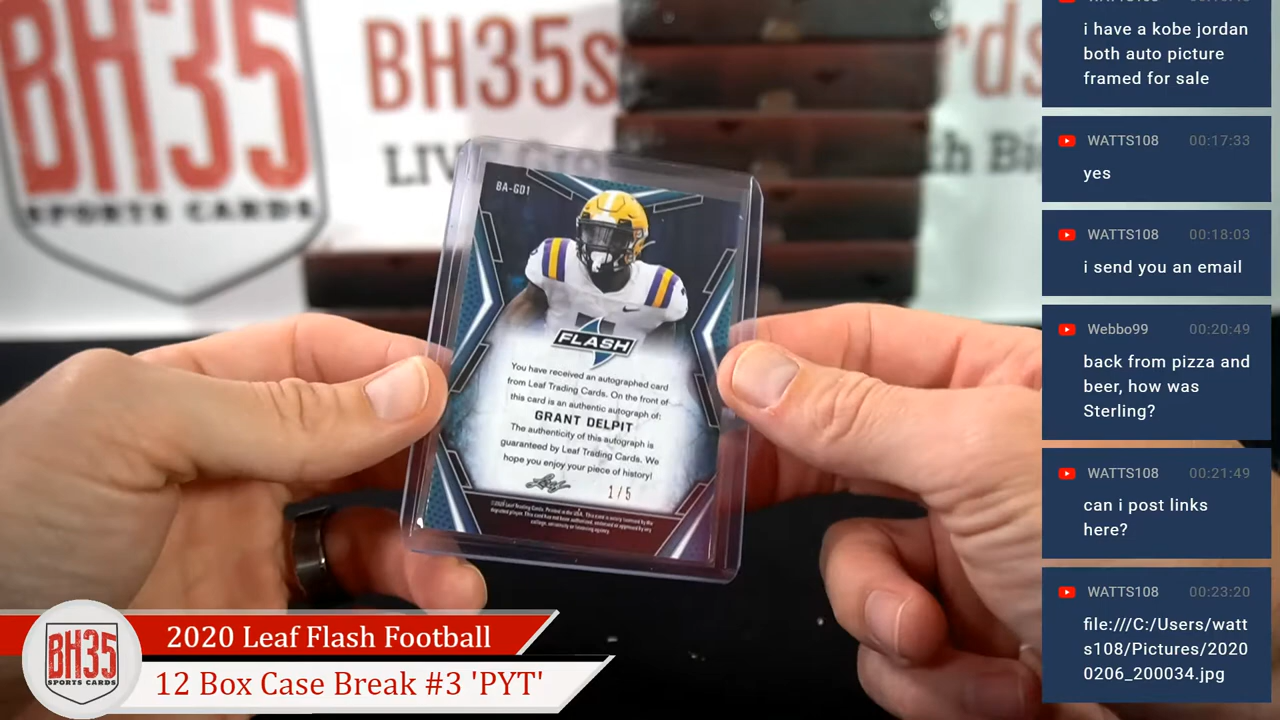 BH35
SPORTS CARDS
BH35s
rds
LIV
h Bi
BA-GD1
FLASH
You have received an autographed card
from Leaf Trading Cards. On the front of
this card is an authentic autograph of:
GRANT DELPIT
The authenticity of this autograph is
guaranteed by Leaf Trading Cards. We
hope you enjoy your piece of history!
Leaf
1/5
2020 Leaf Flash Football
12 Box Case Break #3 'PYT'
BH35
SPORTS CARDS
i have a kobe jordan
both auto picture
framed for sale
WATTS108 00:17:33
yes
WATTS108 00:18:03
i send you an email
Webbo99 00:20:49
back from pizza and
beer, how was
Sterling?
WATTS108 00:21:49
can i post links
here?
WATTS108 00:23:20
file:///C:/Users/watt
s108/Pictures/2020
0206_200034.jpg